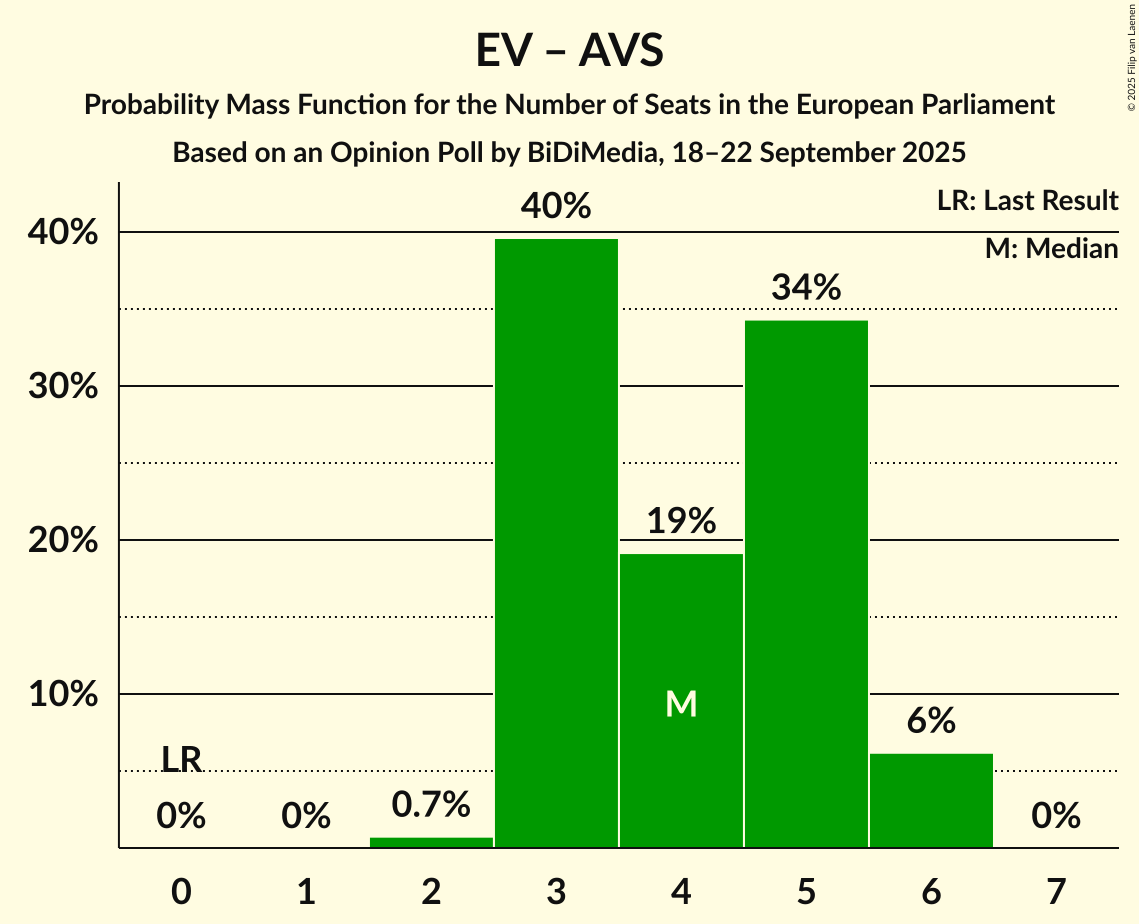 EV – AVS
Probability Mass Function for the Number of Seats in the European Parliament
Based on an Opinion Poll by BiDiMedia, 18–22 September 2025
© 2025 Filip van Laenen
LR: Last Result
M: Median
40%
30%
20%
10%
40%
34%
19%
M
6%
LR
0%
0%
0.7%
0%
0 1 2 3 4 5 6 7